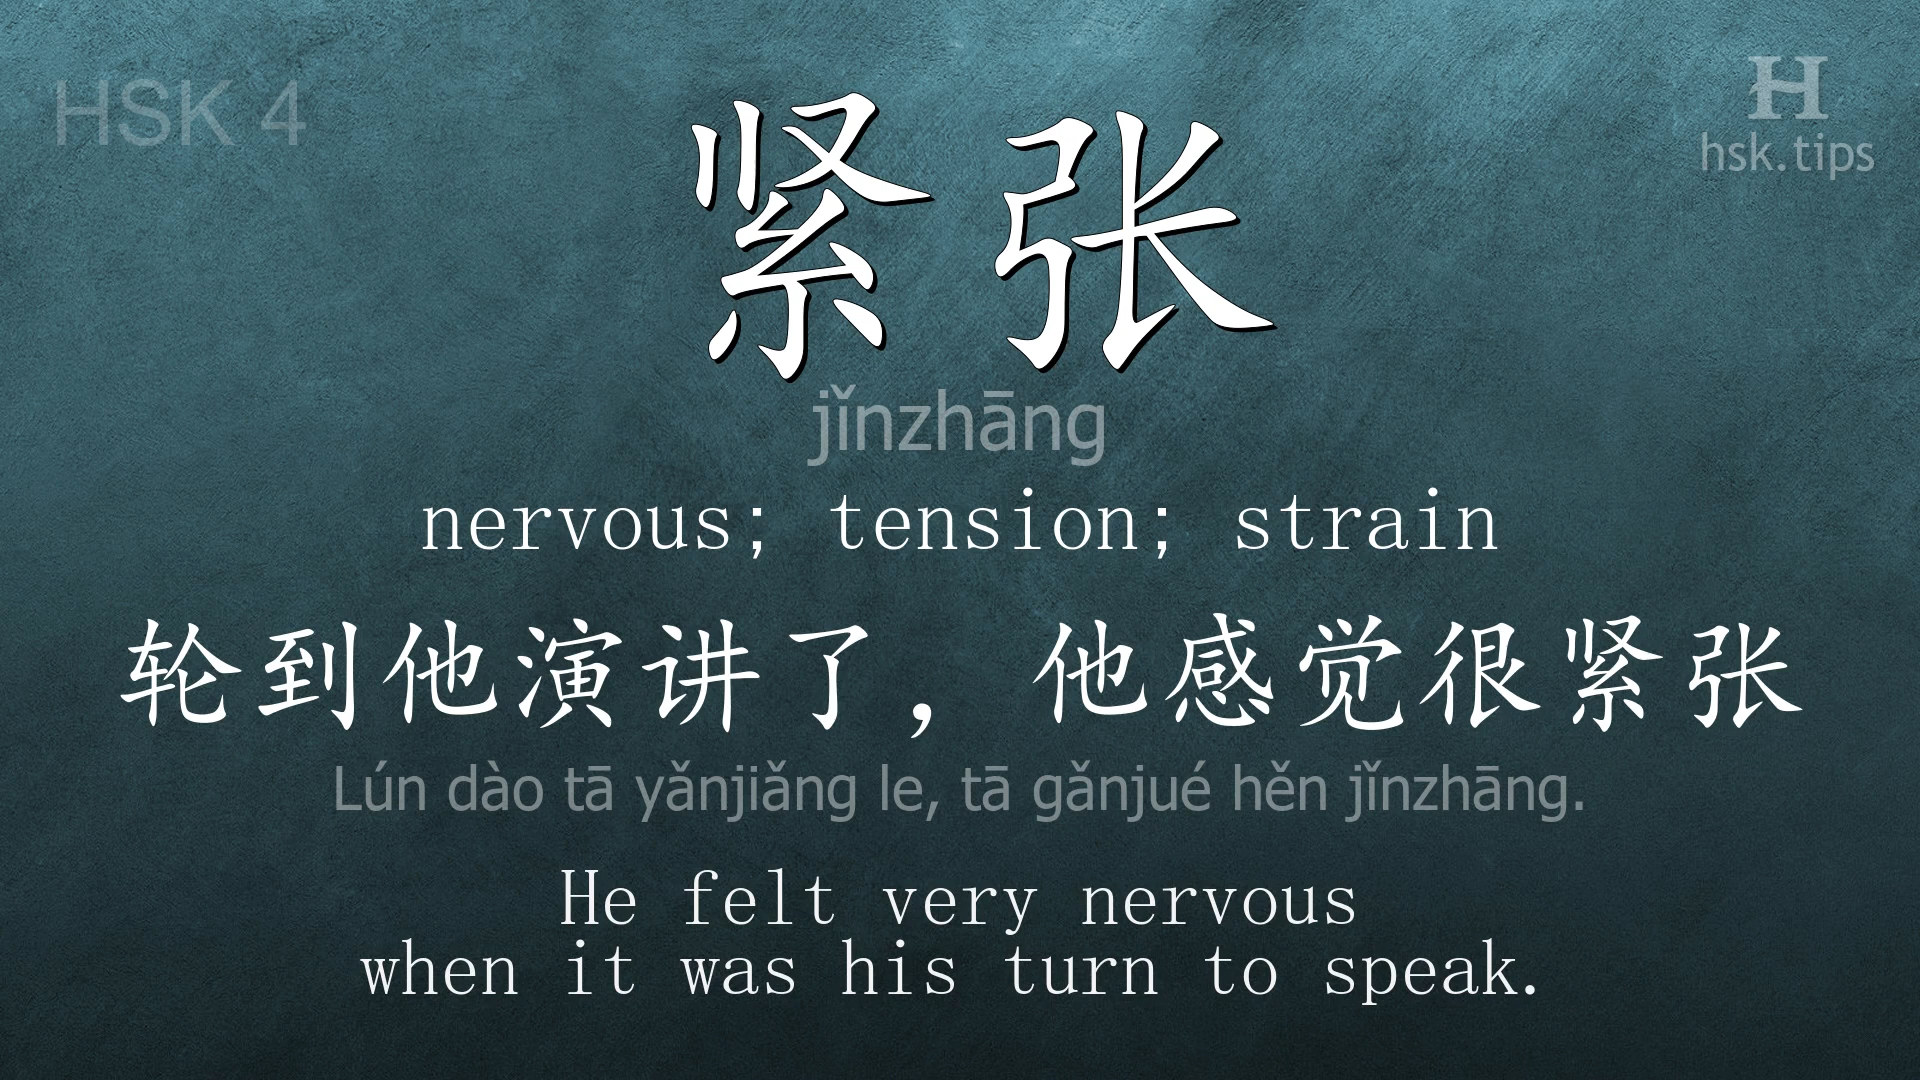 HSK 4
H
hsk.tips
紧张
jǐnzhāng
nervous; tension; strain
轮到他演讲了，他感觉很紧张
Lún dào tā yǎnjiǎng le, tā gǎnjué hěn jǐnzhāng.
He felt very nervous
when it was his turn to speak.